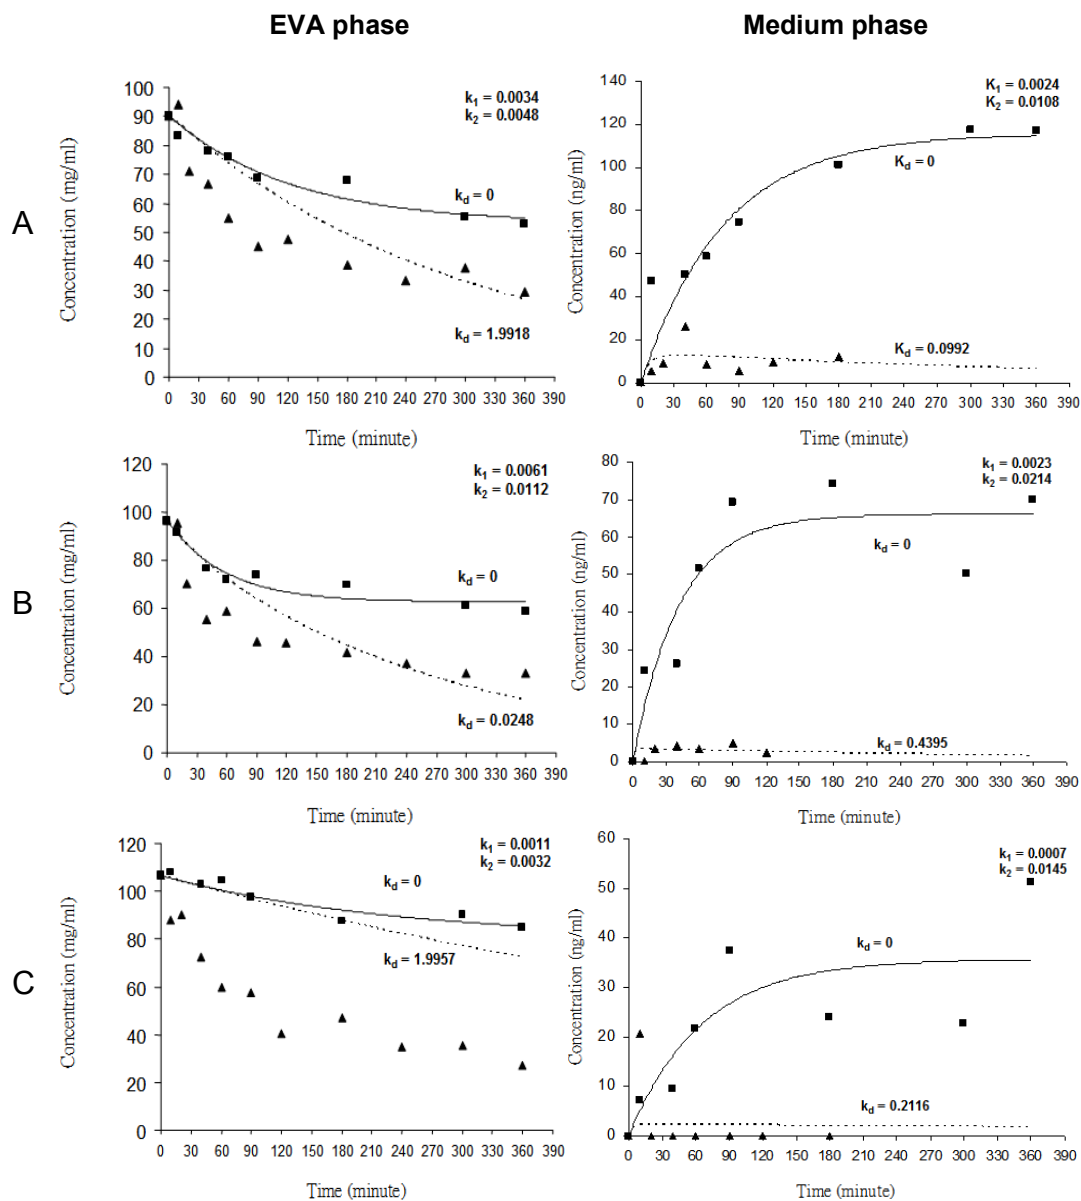 EVA phase
Medium phase
A
Concentration (mg/ml)
100
90
80
70
60
50
40
30
20
10
0
k1 = 0.0034
k2 = 0.0048
kd = 0
kd = 1.9918
0 30 60 90 120 150 180 210 240 270 300 330 360 390
Time (minute)
Concentration (ng/ml)
140
120
100
80
60
40
20
0
K1 = 0.0024
K2 = 0.0108
Kd = 0
Kd = 0.0992
0 30 60 90 120 150 180 210 240 270 300 330 360 390
Time (minute)
B
Concentration (mg/ml)
120
100
80
60
40
20
0
k1 = 0.0061
k2 = 0.0112
kd = 0
kd = 0.0248
0 30 60 90 120 150 180 210 240 270 300 330 360 390
Time (minute)
Concentration (ng/ml)
80
70
60
50
40
30
20
10
0
k1 = 0.0023
k2 = 0.0214
kd = 0
kd = 0.4395
0 30 60 90 120 150 180 210 240 270 300 330 360 390
Time (minute)
C
Concentration (mg/ml)
120
100
80
60
40
20
0
k1 = 0.0011
k2 = 0.0032
kd = 0
kd = 1.9957
0 30 60 90 120 150 180 210 240 270 300 330 360 390
Time (minute)
Concentration (ng/ml)
60
50
40
30
20
10
0
k1 = 0.0007
k2 = 0.0145
kd = 0
kd = 0.2116
0 30 60 90 120 150 180 210 240 270 300 330 360 390
Time (minute)